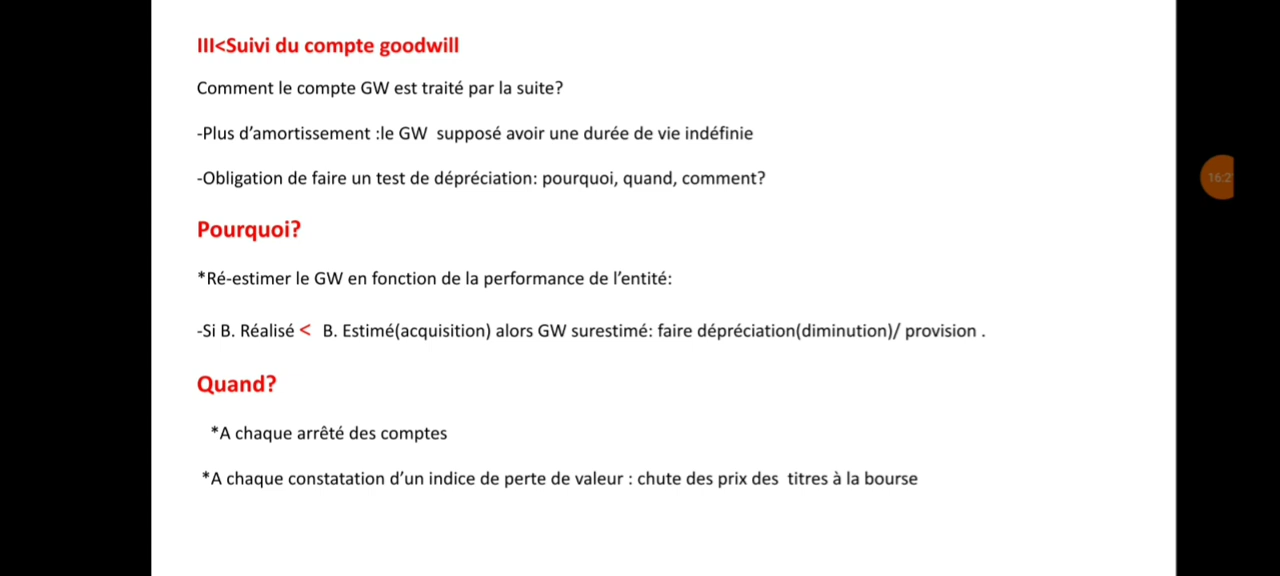 III<Suivi du compte goodwill
Comment le compte GW est traité par la suite?
-Plus d’amortissement :le GW  supposé avoir une durée de vie indéfinie
-Obligation de faire un test de dépréciation: pourquoi, quand, comment?
Pourquoi?
*Ré-estimer le GW en fonction de la performance de l’entité:
-Si B. Réalisé <  B. Estimé(acquisition) alors GW surestimé: faire dépréciation(diminution)/ provision .
Quand?
*A chaque arrêté des comptes
*A chaque constatation d’un indice de perte de valeur : chute des prix des  titres à la bourse